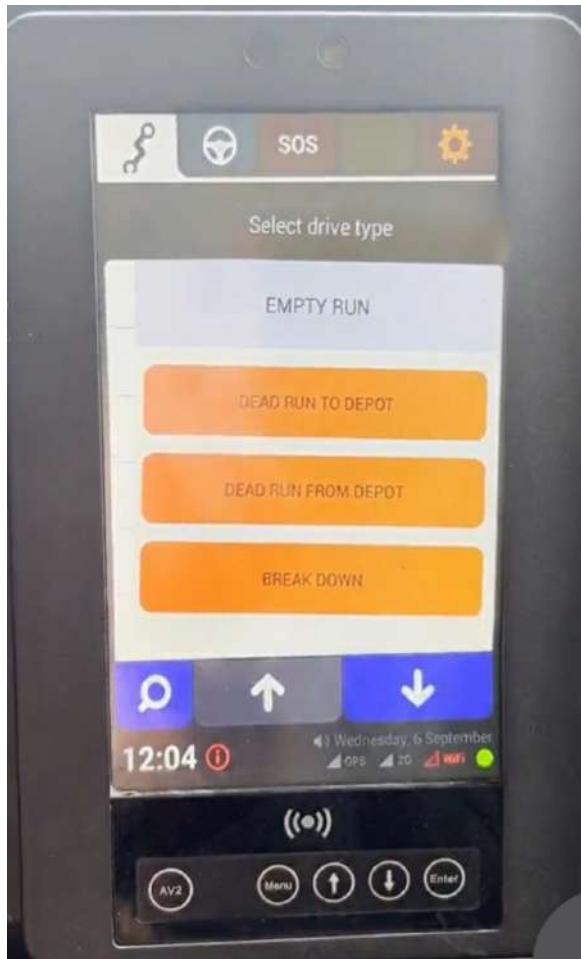 SOS
Select drive type
EMPTY RUN
DEAD RUN TO DEPOT
DEAD RUN FROM DEPOT
BREAK DOWN
Wednesday, 6 September
12:04
GPS 2G WiFi
AV2 Menu Enter